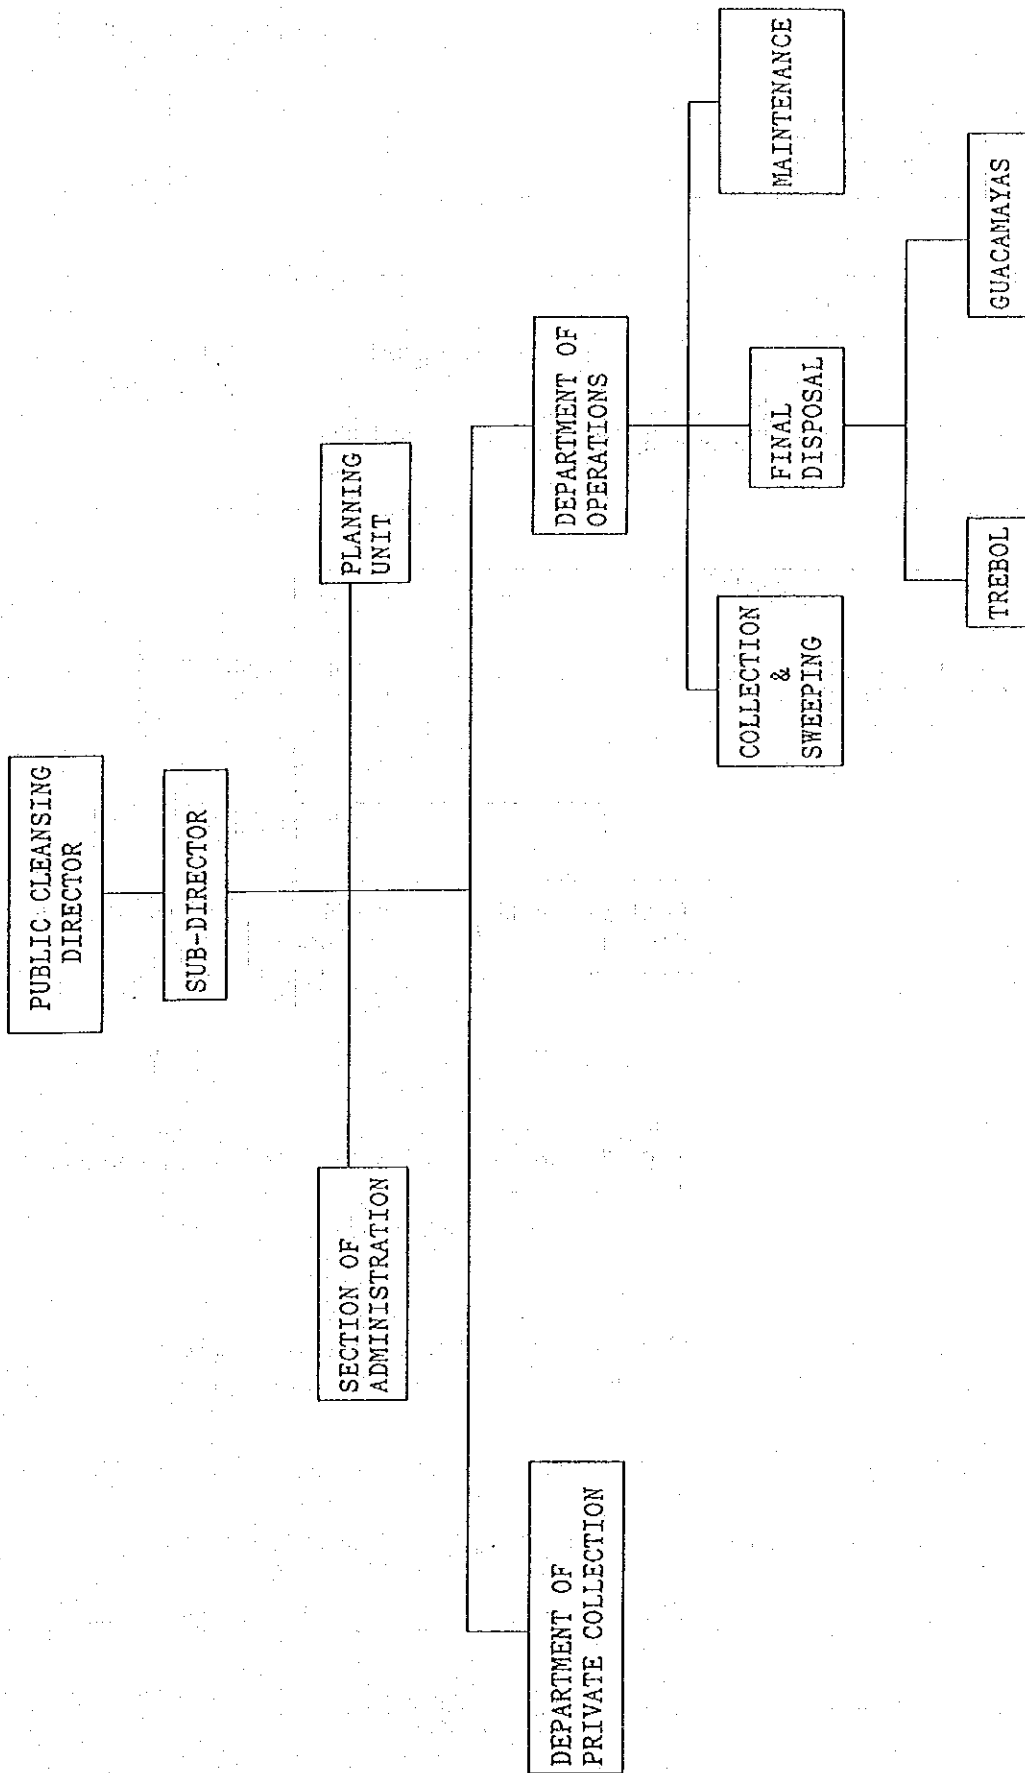 PUBLIC CLEANSING
DIRECTOR
SUB-DIRECTOR
SECTION OF
ADMINISTRATION
PLANNING
UNIT
DEPARTMENT OF
PRIVATE COLLECTION
DEPARTMENT OF
OPERATIONS
COLLECTION
&
SWEEPING
FINAL
DISPOSAL
MAINTENANCE
TREBOL
GUACAMAYAS